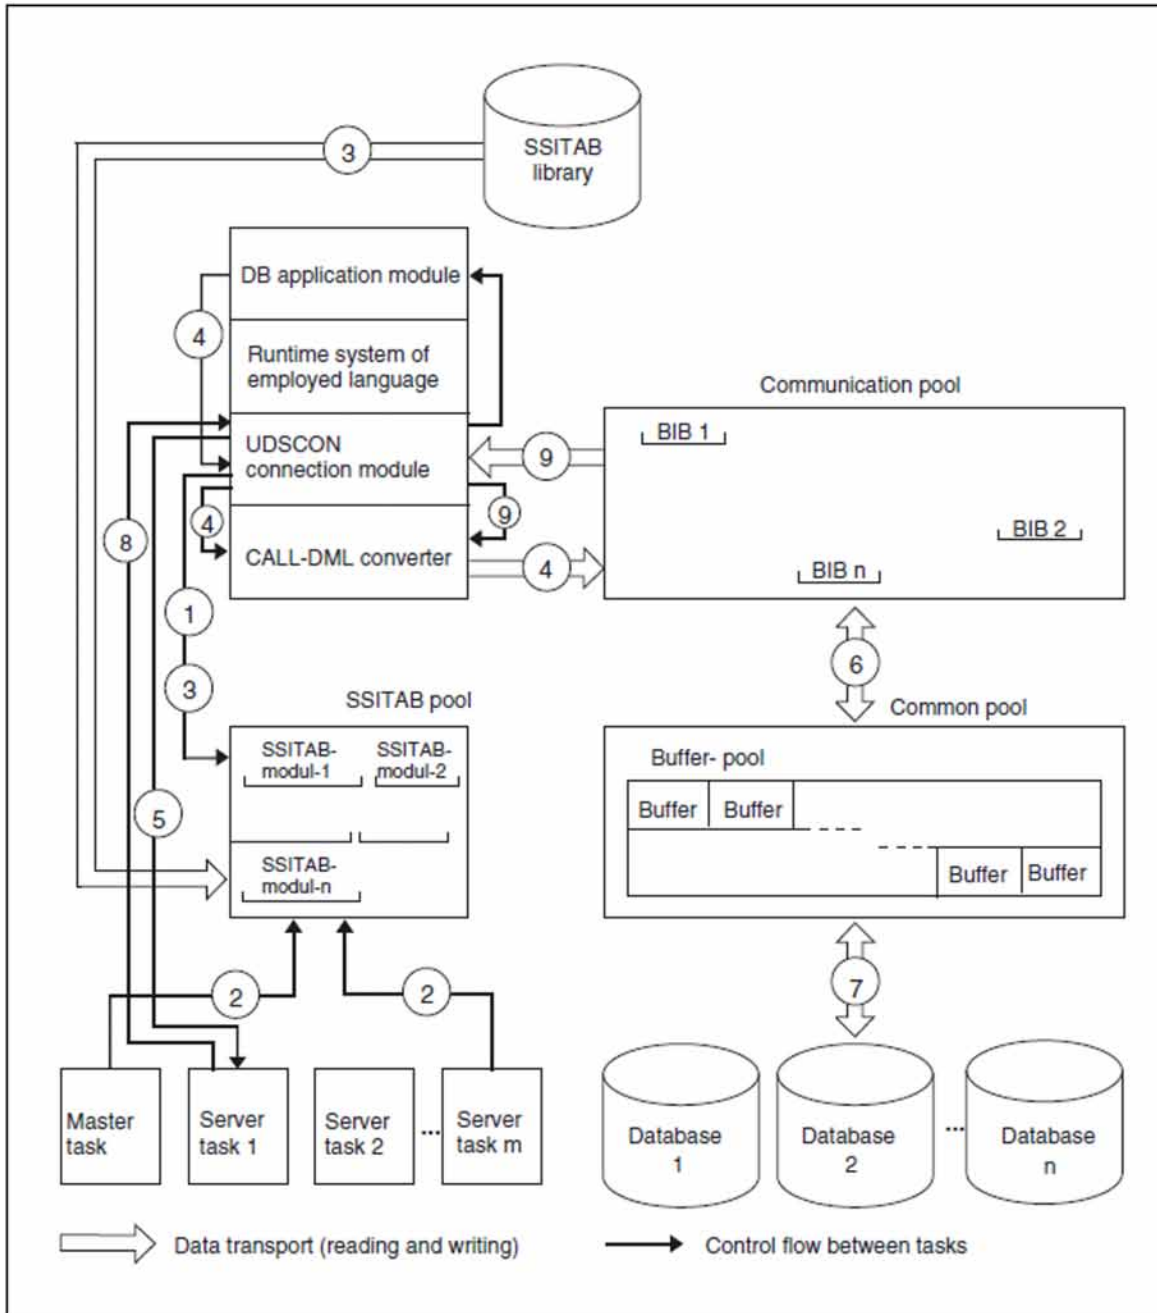 SSITAB
library
3
DB application module
4
Runtime system of
employed language
Communication pool
UDSCON
connection module
9
BIB 1
8
4
9
BIB 2
CALL-DML converter
4
BIB n
1
6
3
SSITAB pool
Common pool
SSITAB-
modul-1
SSITAB-
modul-2
Buffer- pool
Buffer
Buffer
5
SSITAB-
modul-n
Buffer
Buffer
2
2
7
Master
task
Server
task 1
Server
task 2
...
Server
task m
Database
1
Database
2
...
Database
n
Data transport (reading and writing)
Control flow between tasks